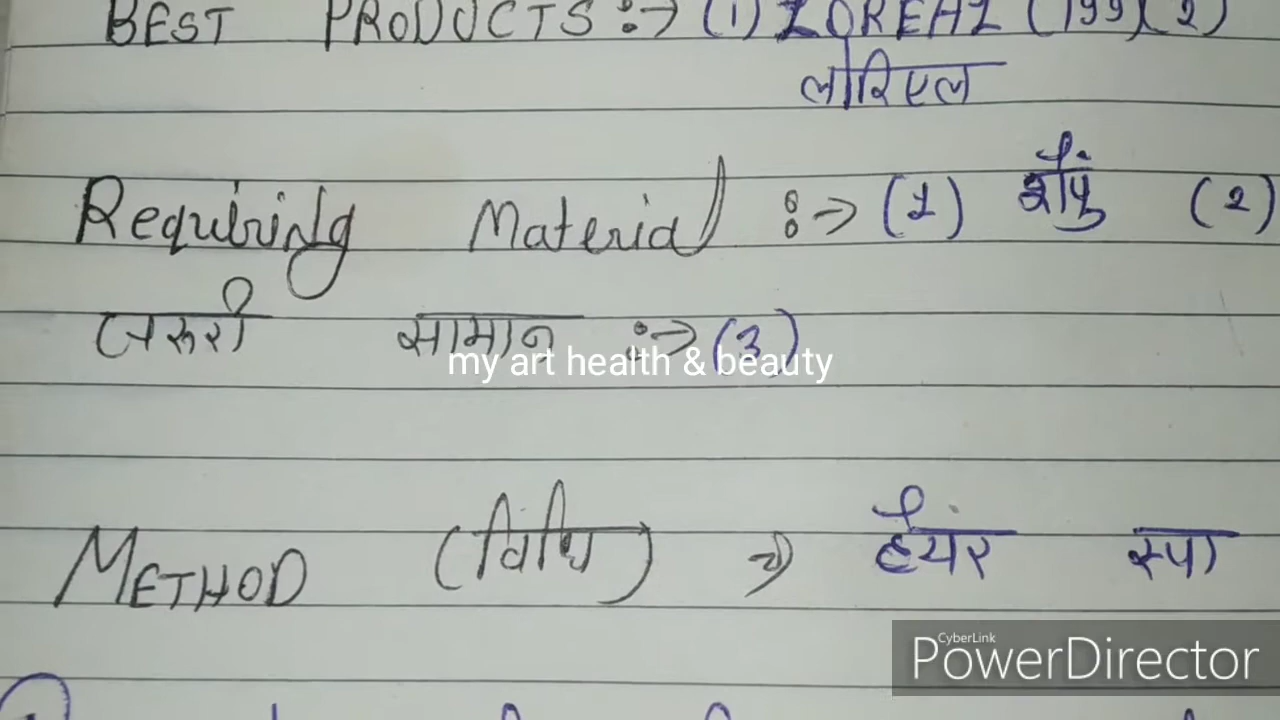 BEST PRODUCTS :→ (1) LOREAL (199) (2)
लोरिएल
Requiring Material :→ (1) शैंपु (2)
जरूरी सामान :→ (3)
my art health & beauty
METHOD (विधि) → हैयर स्पा
CyberLink
PowerDirector